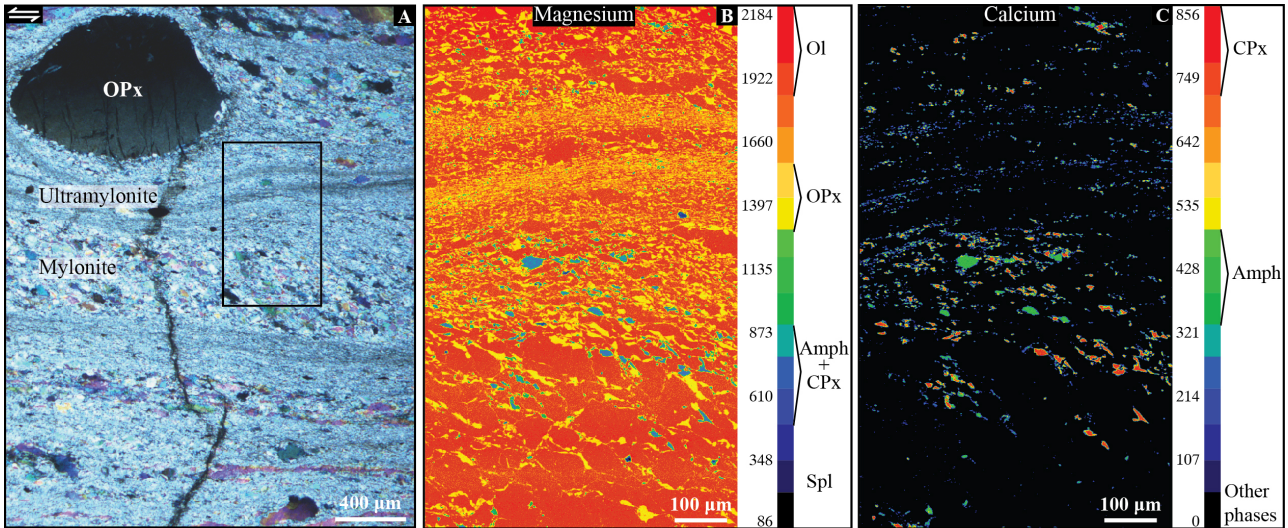 A
OPx
Ultramylonite
Mylonite
400 µm
Magnesium
B
100 µm
2184
1922
1660
1397
1135
873
610
348
86
Ol
OPx
Amph
+
CPx
Spl
Calcium
C
100 µm
856
749
642
535
428
321
214
107
0
CPx
Amph
Other
phases